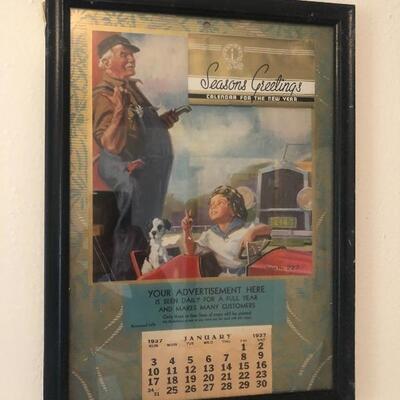 Seasons Greetings
CALENDAR FOR THE NEW YEAR
YOUR ADVERTISEMENT HERE
IS SEEN DAILY FOR A FULL YEAR
AND MAKES MANY CUSTOMERS
1937 JANUARY 1937
SUN. MON. TUES. WED. THU. FRI. SAT.
1 2
3 4 5 6 7 8 9
10 11 12 13 14 15 16
17 18 19 20 21 22 23
24/31 25 26 27 28 29 30